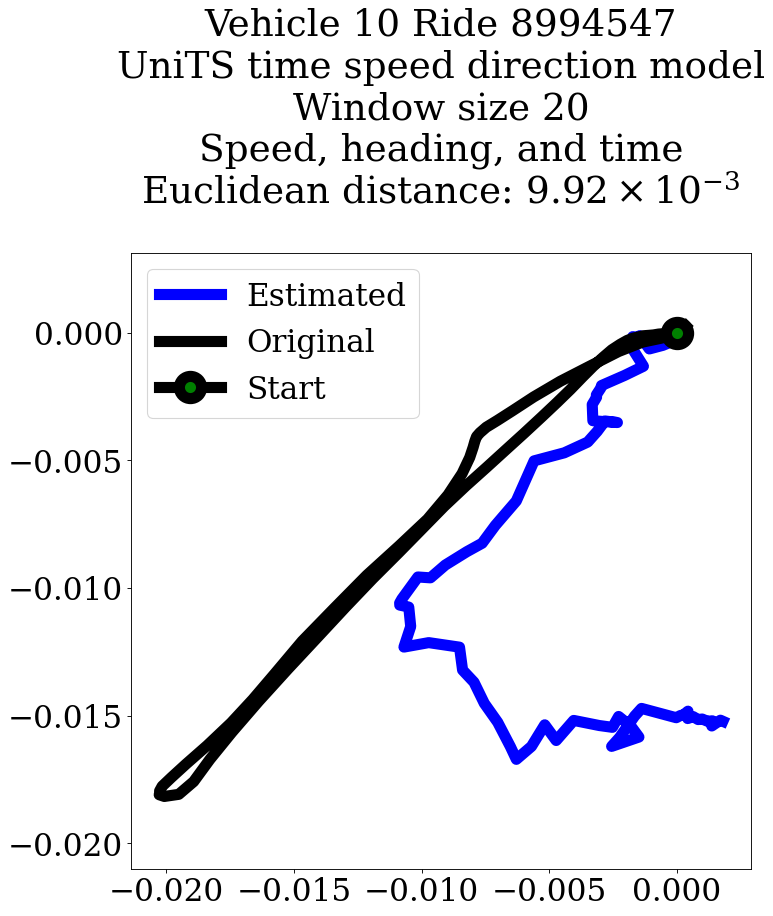 Vehicle 10 Ride 8994547
UniTS time speed direction model
Window size 20
Speed, heading, and time
Euclidean distance: 9.92 × 10⁻³
Estimated
Original
Start
0.000
−0.005
−0.010
−0.015
−0.020
−0.020 −0.015 −0.010 −0.005 0.000